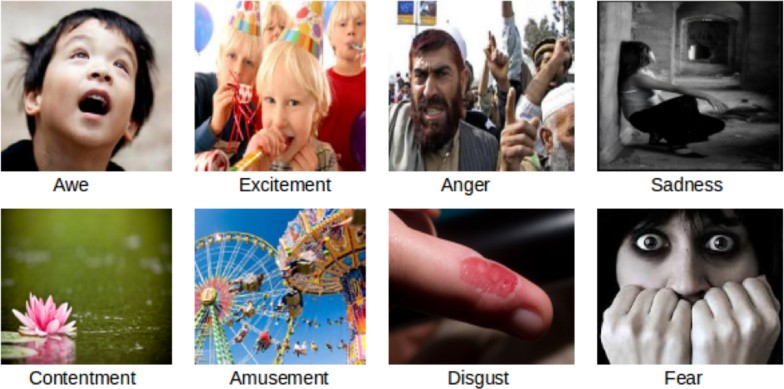 Awe
Excitement
Anger
Sadness
Contentment
Amusement
Disgust
Fear